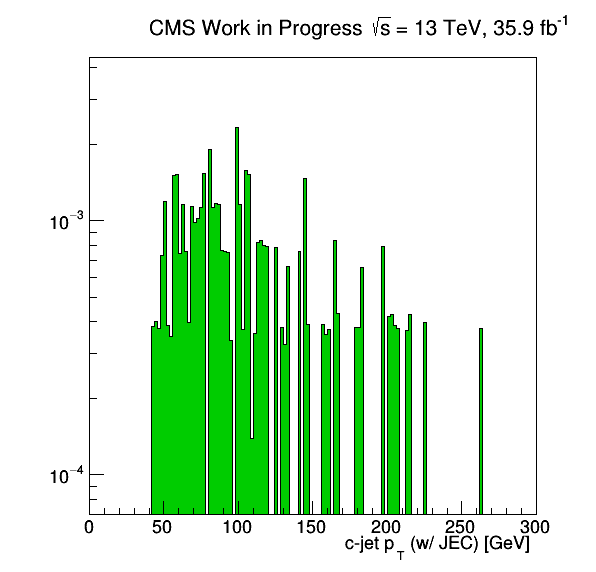 CMS Work in Progress √s = 13 TeV, 35.9 fb⁻¹
10⁻³
10⁻⁴
0 50 100 150 200 250 300
c-jet p_T (w/ JEC) [GeV]